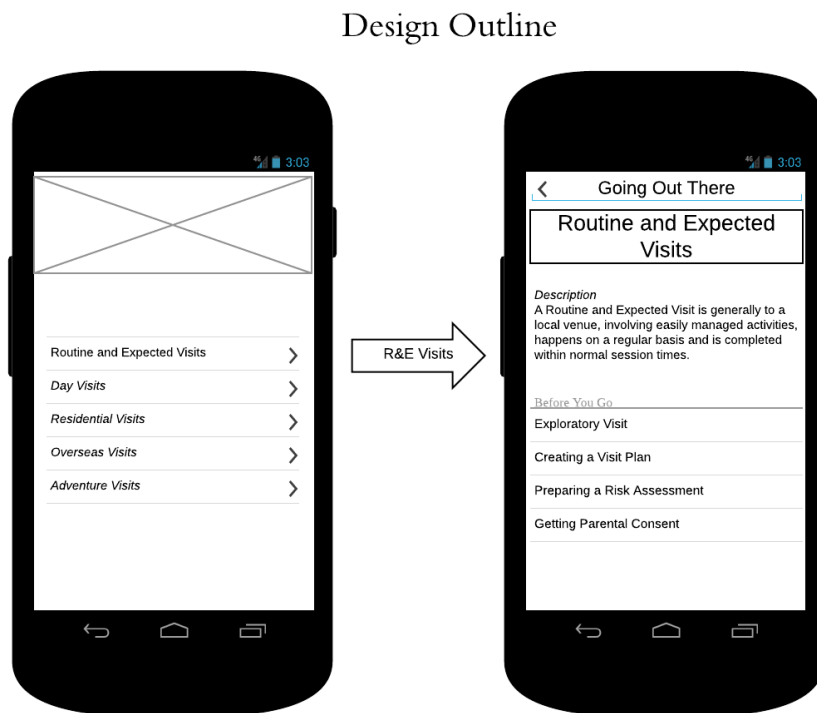 Design Outline
4G 3:03
Routine and Expected Visits
Day Visits
Residential Visits
Overseas Visits
Adventure Visits
R&E Visits
4G 3:03
Going Out There
Routine and Expected
Visits
Description
A Routine and Expected Visit is generally to a
local venue, involving easily managed activities,
happens on a regular basis and is completed
within normal session times.
Before You Go
Exploratory Visit
Creating a Visit Plan
Preparing a Risk Assessment
Getting Parental Consent